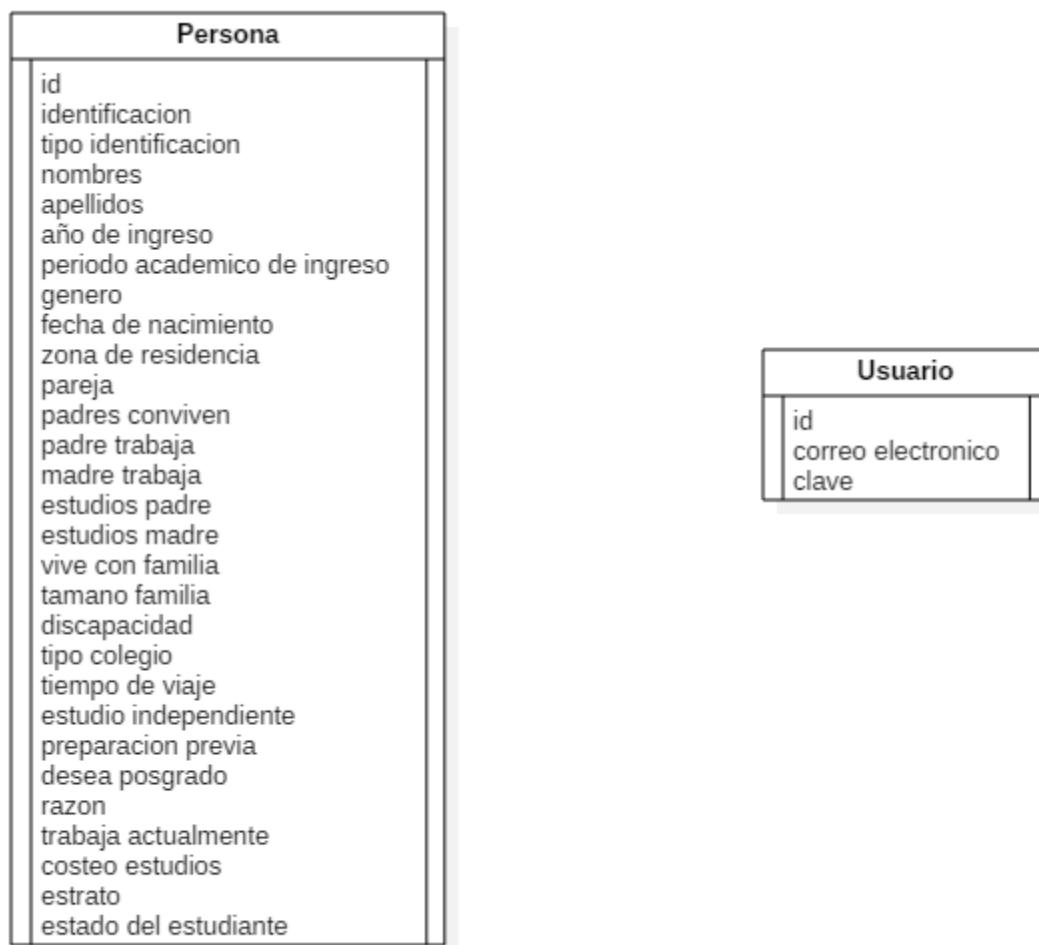 Persona
id
identificacion
tipo identificacion
nombres
apellidos
año de ingreso
periodo academico de ingreso
genero
fecha de nacimiento
zona de residencia
pareja
padres conviven
padre trabaja
madre trabaja
estudios padre
estudios madre
vive con familia
tamano familia
discapacidad
tipo colegio
tiempo de viaje
estudio independiente
preparacion previa
desea posgrado
razon
trabaja actualmente
costeo estudios
estrato
estado del estudiante
Usuario
id
correo electronico
clave